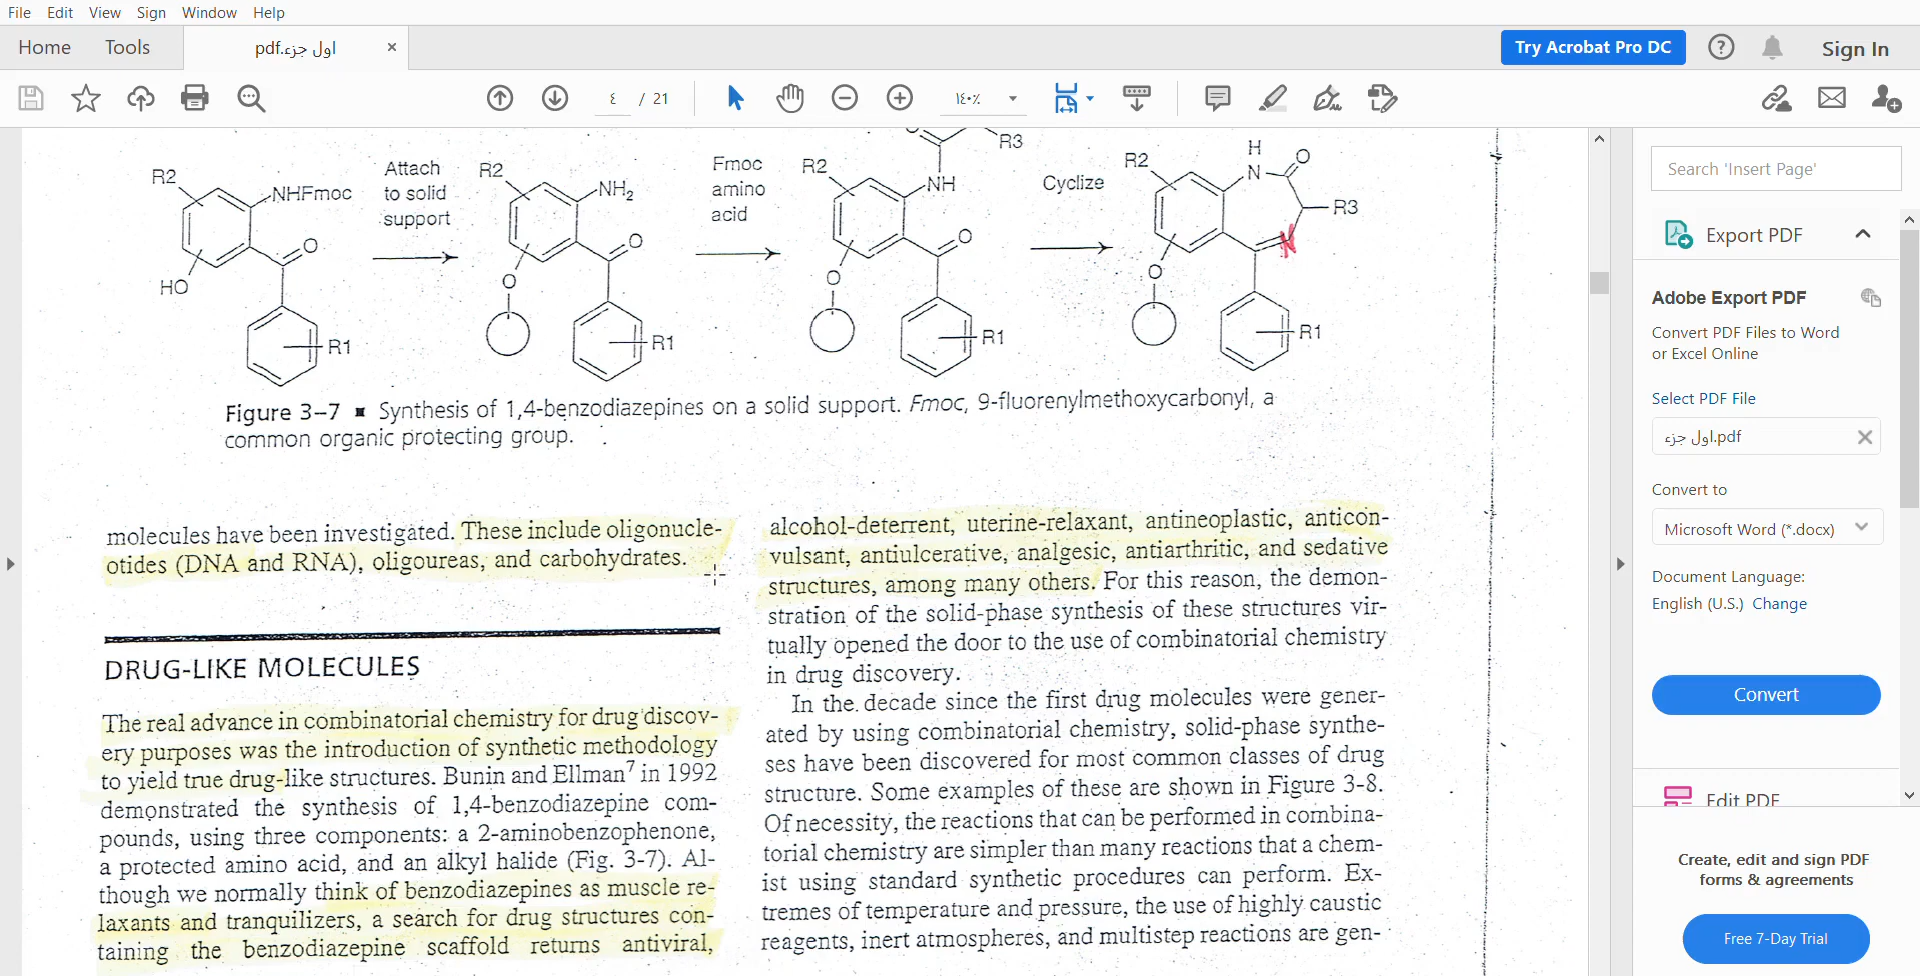 File Edit View Sign Window Help
Home Tools اول جزء.pdf × Try Acrobat Pro DC Sign In
٤ / 21 ١٤٠٪
R2 NHFmoc O HO R1
Attach
to solid
support
R2 NH2 O O R1
Fmoc
amino
acid
R2 R3 NH O O R1
Cyclize
R2 H N O R3 N O R1
Figure 3–7 ■ Synthesis of 1,4-benzodiazepines on a solid support. Fmoc, 9-fluorenylmethoxycarbonyl, a
common organic protecting group.
molecules have been investigated. These include oligonucle-
otides (DNA and RNA), oligoureas, and carbohydrates.
DRUG-LIKE MOLECULES
The real advance in combinatorial chemistry for drug discov-
ery purposes was the introduction of synthetic methodology
to yield true drug-like structures. Bunin and Ellman7 in 1992
demonstrated the synthesis of 1,4-benzodiazepine com-
pounds, using three components: a 2-aminobenzophenone,
a protected amino acid, and an alkyl halide (Fig. 3-7). Al-
though we normally think of benzodiazepines as muscle re-
laxants and tranquilizers, a search for drug structures con-
taining the benzodiazepine scaffold returns antiviral,
alcohol-deterrent, uterine-relaxant, antineoplastic, anticon-
vulsant, antiulcerative, analgesic, antiarthritic, and sedative
structures, among many others. For this reason, the demon-
stration of the solid-phase synthesis of these structures vir-
tually opened the door to the use of combinatorial chemistry
in drug discovery.
In the decade since the first drug molecules were gener-
ated by using combinatorial chemistry, solid-phase synthe-
ses have been discovered for most common classes of drug
structure. Some examples of these are shown in Figure 3-8.
Of necessity, the reactions that can be performed in combina-
torial chemistry are simpler than many reactions that a chem-
ist using standard synthetic procedures can perform. Ex-
tremes of temperature and pressure, the use of highly caustic
reagents, inert atmospheres, and multistep reactions are gen-
Search 'Insert Page'
Export PDF
Adobe Export PDF
Convert PDF Files to Word
or Excel Online
Select PDF File
اول جزء.pdf
Convert to
Microsoft Word (*.docx)
Document Language:
English (U.S.) Change
Convert
Edit PDF
Create, edit and sign PDF
forms & agreements
Free 7-Day Trial